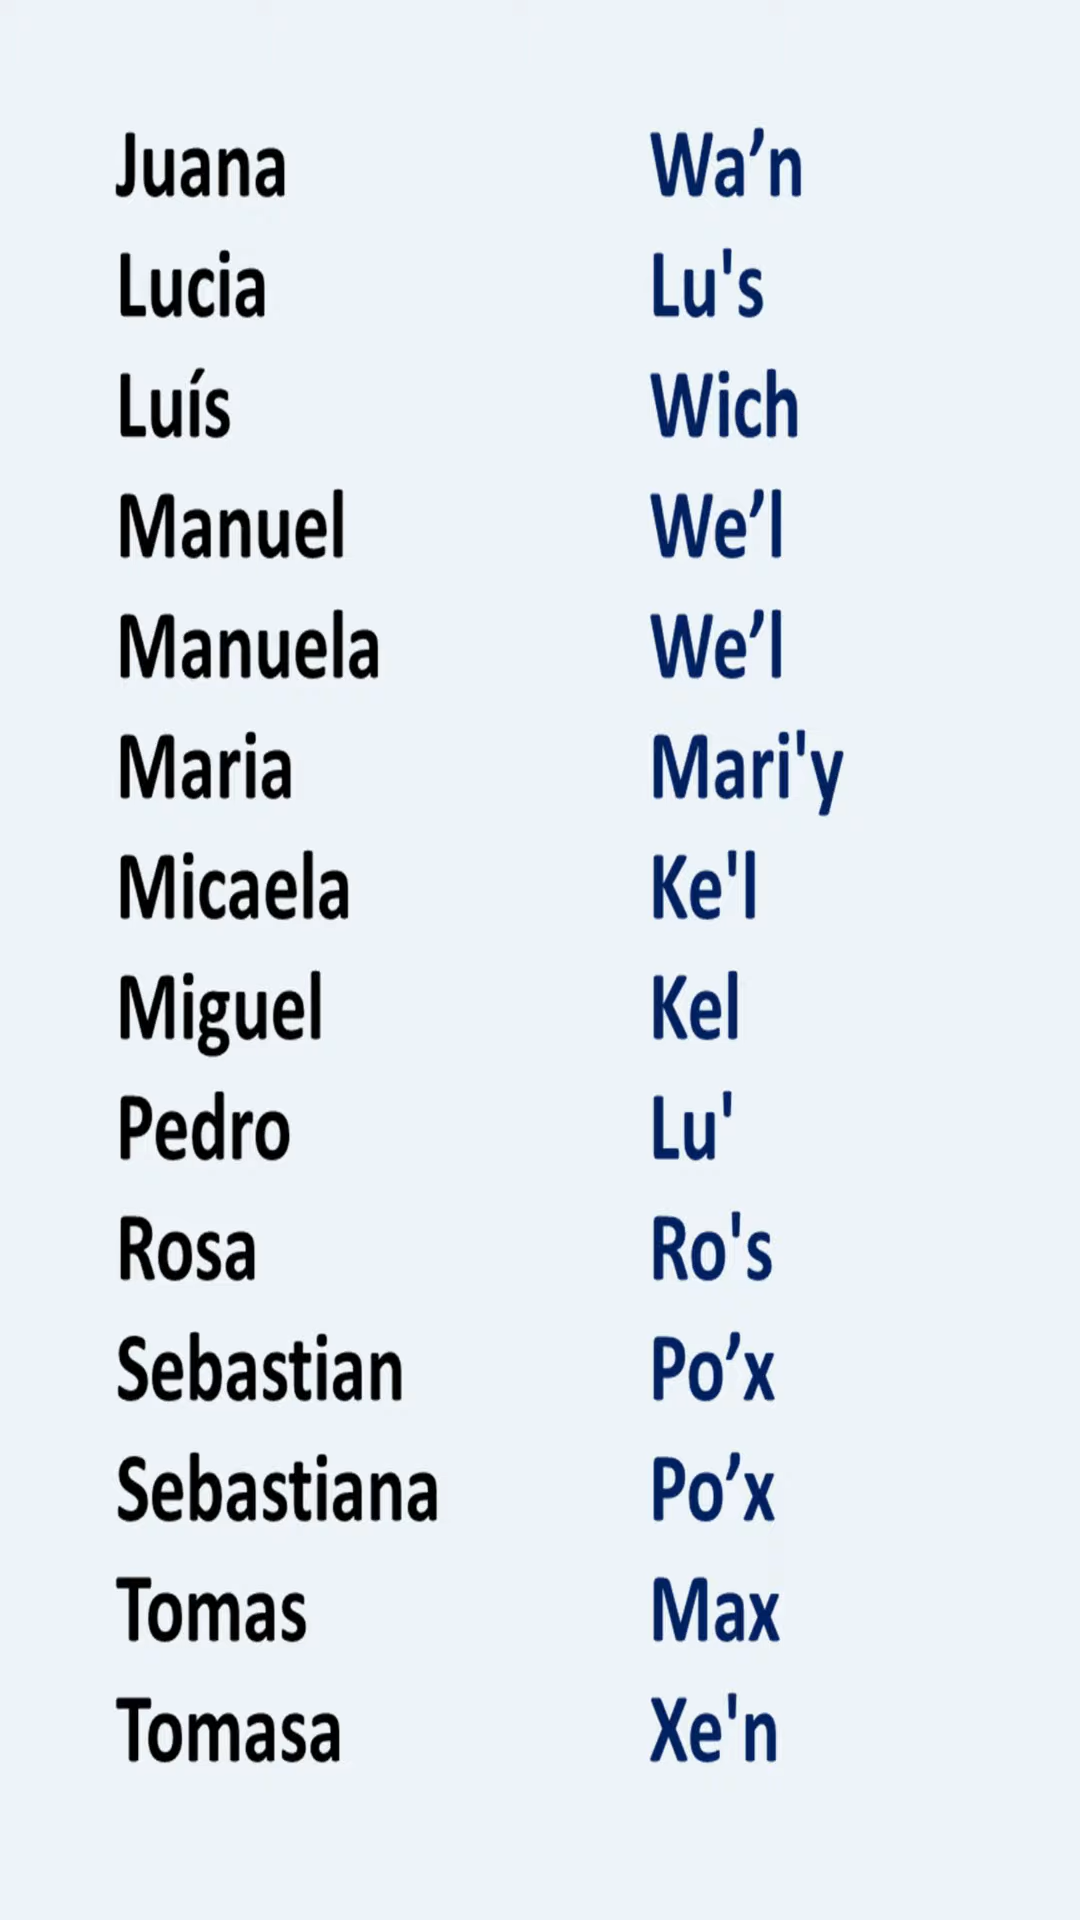 Juana Wa’n
Lucia Lu's
Luís Wich
Manuel We’l
Manuela We’l
Maria Mari'y
Micaela Ke'l
Miguel Kel
Pedro Lu'
Rosa Ro's
Sebastian Po’x
Sebastiana Po’x
Tomas Max
Tomasa Xe'n